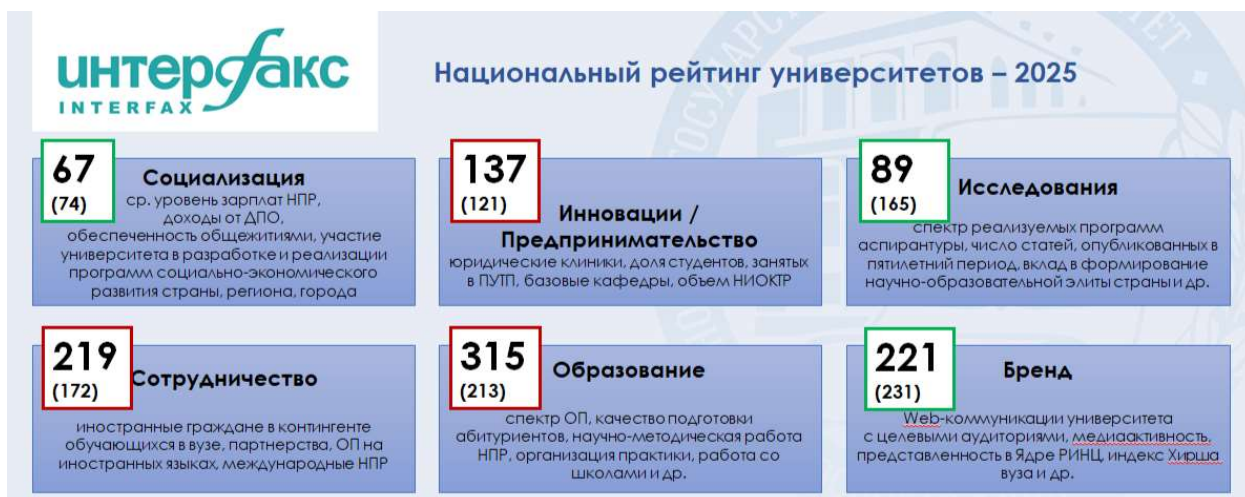 интерфакс
INTERFAX
Национальный рейтинг университетов – 2025
67
(74)
Социализация
ср. уровень зарплат НПР,
доходы от ДПО,
обеспеченность общежитиями, участие
университета в разработке и реализации
программ социально-экономического
развития страны, региона, города
137
(121)
Инновации /
Предпринимательство
юридические клиники, доля студентов, занятых
в ПУТП, базовые кафедры, объем НИОКТР
89
(165)
Исследования
спектр реализуемых программ
аспирантуры, число статей, опубликованных в
пятилетний период, вклад в формирование
научно-образовательной элиты страны и др.
219
(172)
Сотрудничество
иностранные граждане в контингенте
обучающихся в вузе, партнерства, ОП на
иностранных языках, международные НПР
315
(213)
Образование
спектр ОП, качество подготовки
абитуриентов, научно-методическая работа
НПР, организация практики, работа со
школами и др.
221
(231)
Бренд
Web-коммуникации университета
с целевыми аудиториями, медиаактивность,
представленность в Ядре РИНЦ, индекс Хирша
вуза и др.